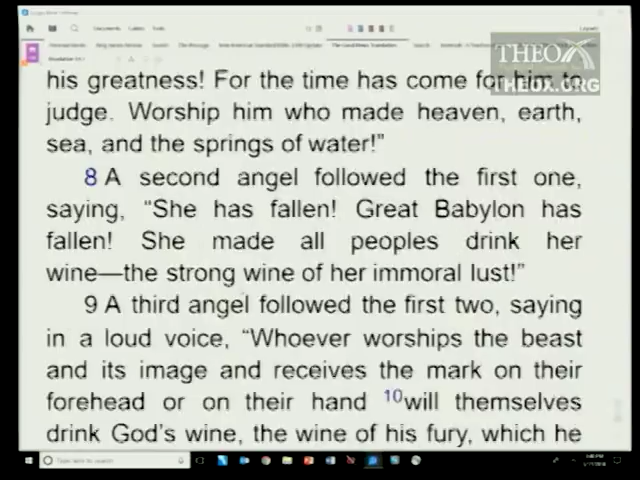 THEOX
THEOX.ORG
his greatness! For the time has come for him to
judge. Worship him who made heaven, earth,
sea, and the springs of water!”
8 A second angel followed the first one,
saying, “She has fallen! Great Babylon has
fallen! She made all peoples drink her
wine—the strong wine of her immoral lust!”
9 A third angel followed the first two, saying
in a loud voice, “Whoever worships the beast
and its image and receives the mark on their
forehead or on their hand 10will themselves
drink God’s wine, the wine of his fury, which he